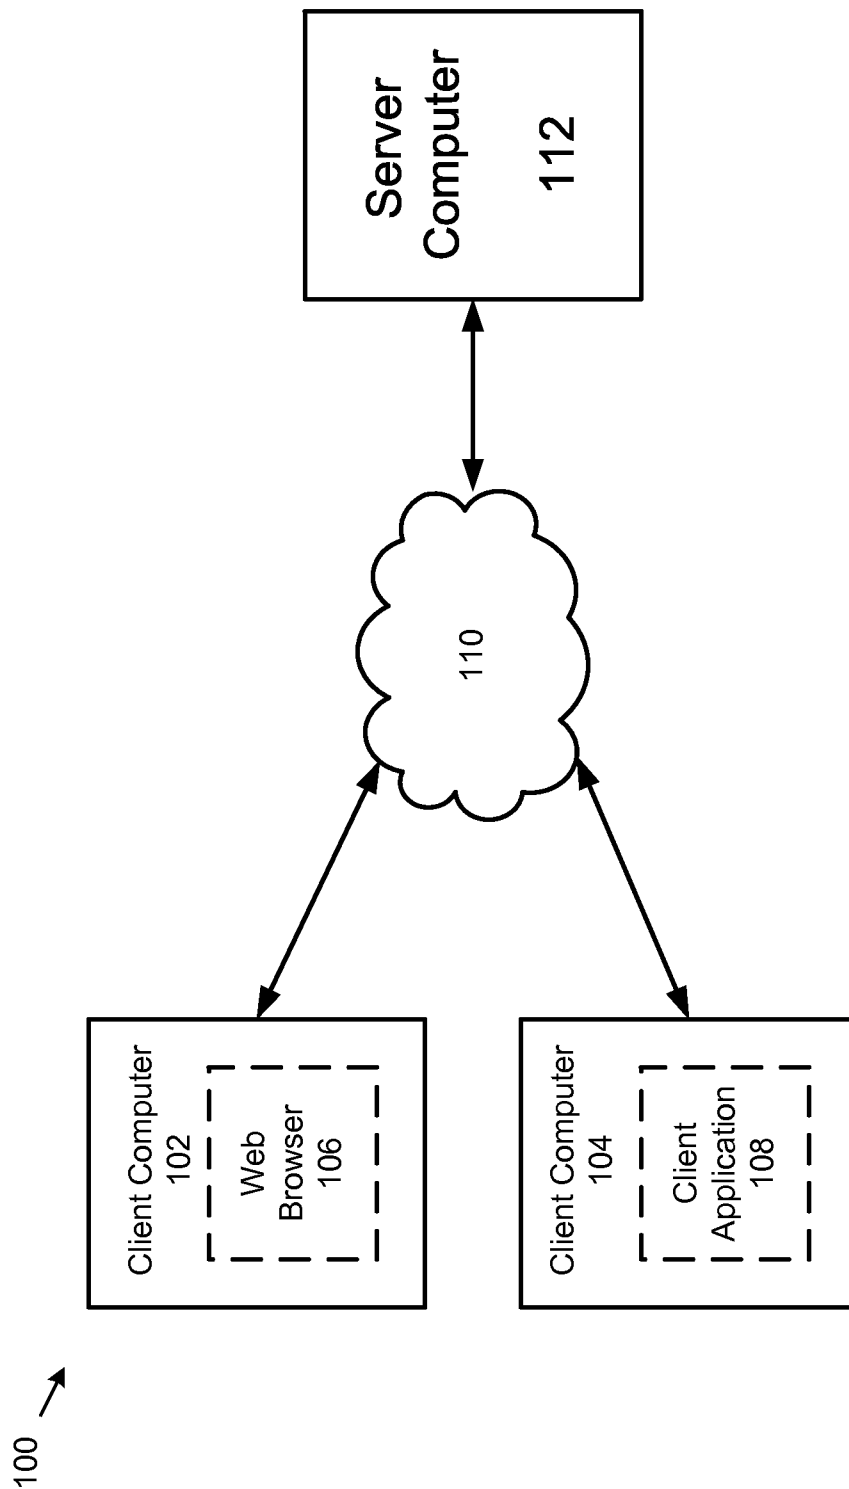 100
Client Computer
102
Web
Browser
106
Client Computer
104
Client
Application
108
110
Server
Computer
112